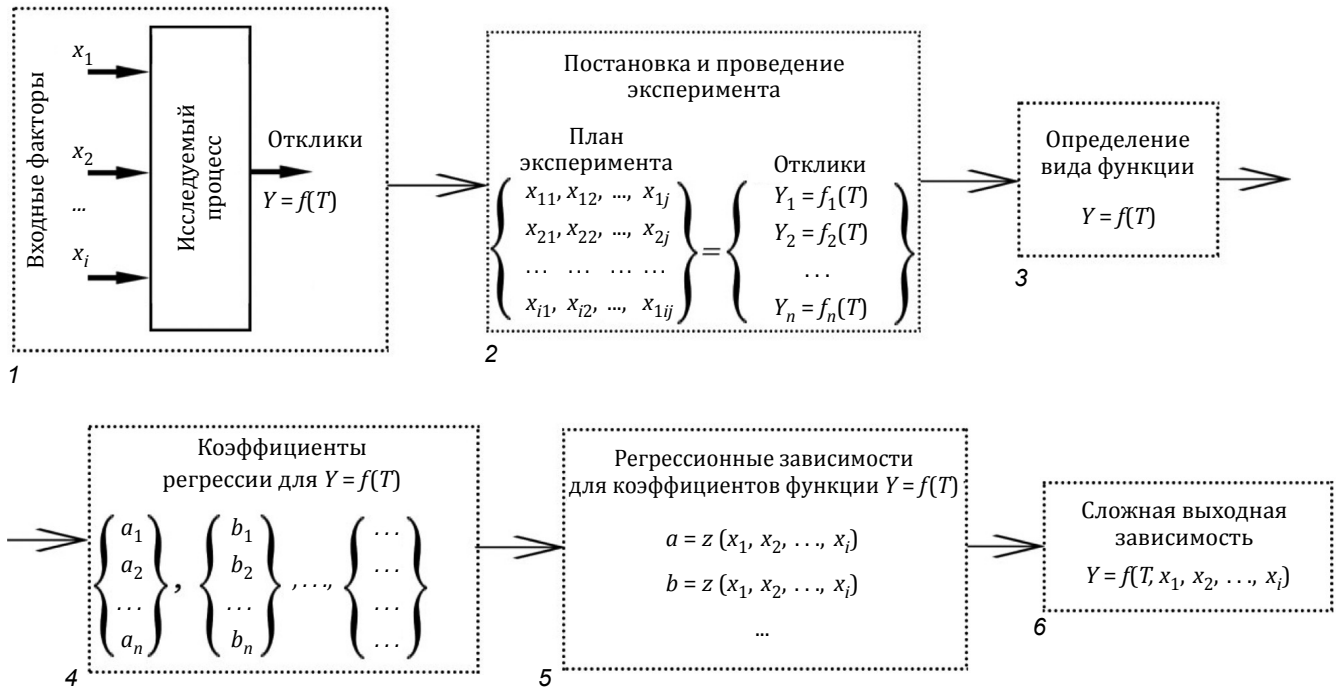 Входные факторы
x1
x2
...
xi
Исследуемый
процесс
Отклики
Y = f(T)
1
Постановка и проведение
эксперимента
План
эксперимента
x11, x12, ..., x1j
x21, x22, ..., x2j
... ... ... ...
xi1, xi2, ..., x1ij
=
Отклики
Y1 = f1(T)
Y2 = f2(T)
...
Yn = fn(T)
2
Определение
вида функции
Y = f(T)
3
Коэффициенты
регрессии для Y = f(T)
a1
a2
...
an
,
b1
b2
...
bn
, . . .,
. . .
. . .
. . .
. . .
4
Регрессионные зависимости
для коэффициентов функции Y = f(T)
a = z (x1, x2, . . ., xi)
b = z (x1, x2, . . ., xi)
...
5
Сложная выходная
зависимость
Y = f(T, x1, x2, . . ., xi)
6